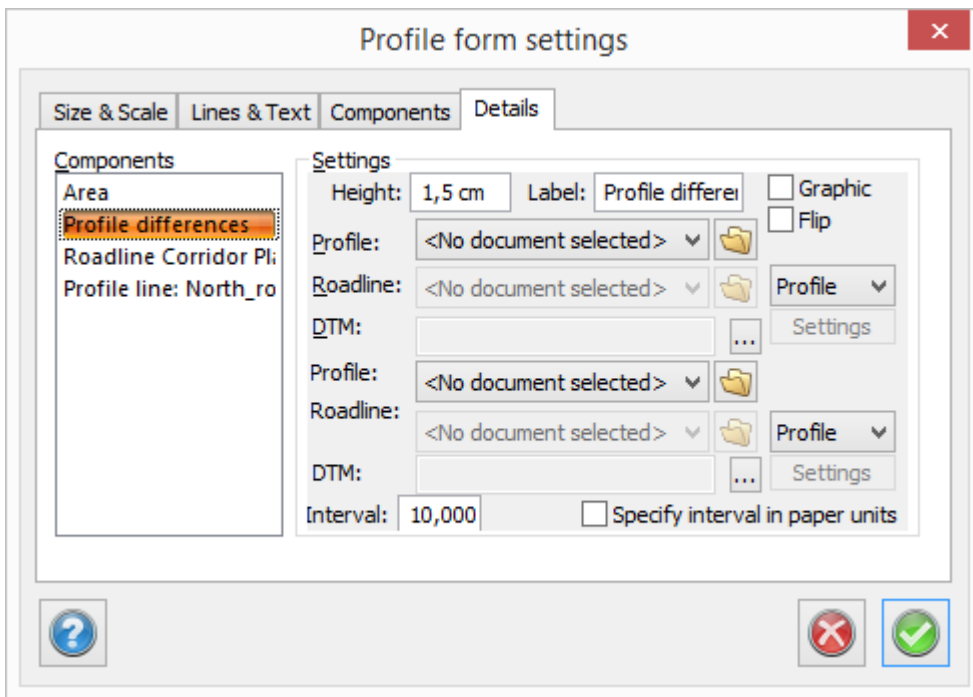 Profile form settings
Size & Scale Lines & Text Components Details
Components
Area
Profile differences
Roadline Corridor Pla
Profile line: North_ro
Settings
Height: 1,5 cm Label: Profile differei Graphic
Flip
Profile: <No document selected>
Roadline: <No document selected> Profile
DTM: ... Settings
Profile: <No document selected>
Roadline: <No document selected> Profile
DTM: ... Settings
Interval: 10,000 Specify interval in paper units